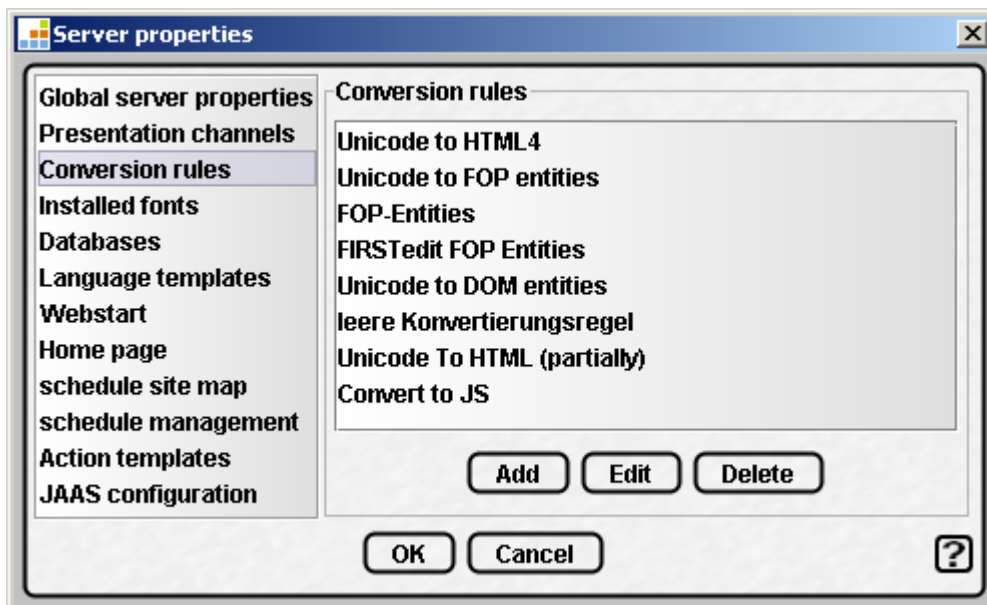 Server properties
Global server properties
Presentation channels
Conversion rules
Installed fonts
Databases
Language templates
Webstart
Home page
schedule site map
schedule management
Action templates
JAAS configuration
Conversion rules
Unicode to HTML4
Unicode to FOP entities
FOP-Entities
FIRSTedit FOP Entities
Unicode to DOM entities
leere Konvertierungsregel
Unicode To HTML (partially)
Convert to JS
Add Edit Delete
OK Cancel ?